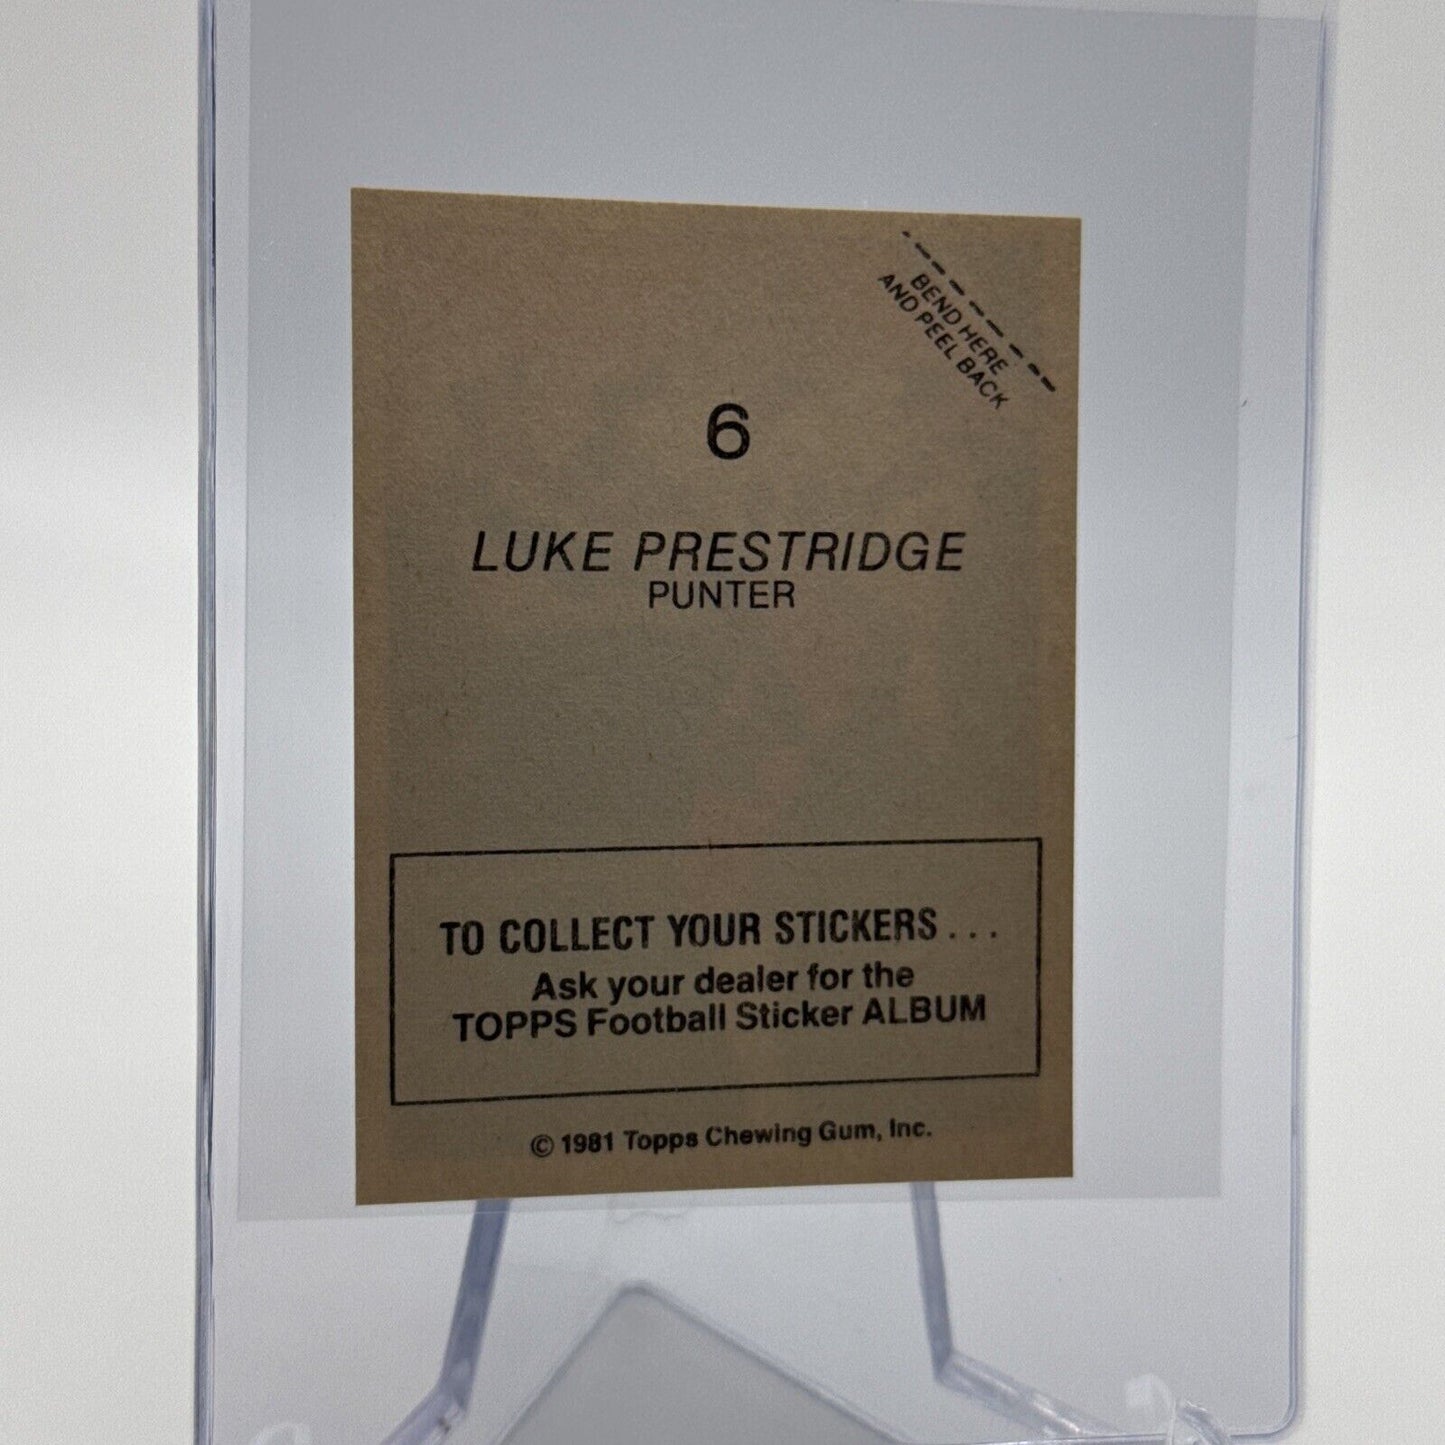 BEND HERE
AND PEEL BACK
6
LUKE PRESTRIDGE
PUNTER
TO COLLECT YOUR STICKERS . . .
Ask your dealer for the
TOPPS Football Sticker ALBUM
© 1981 Topps Chewing Gum, Inc.